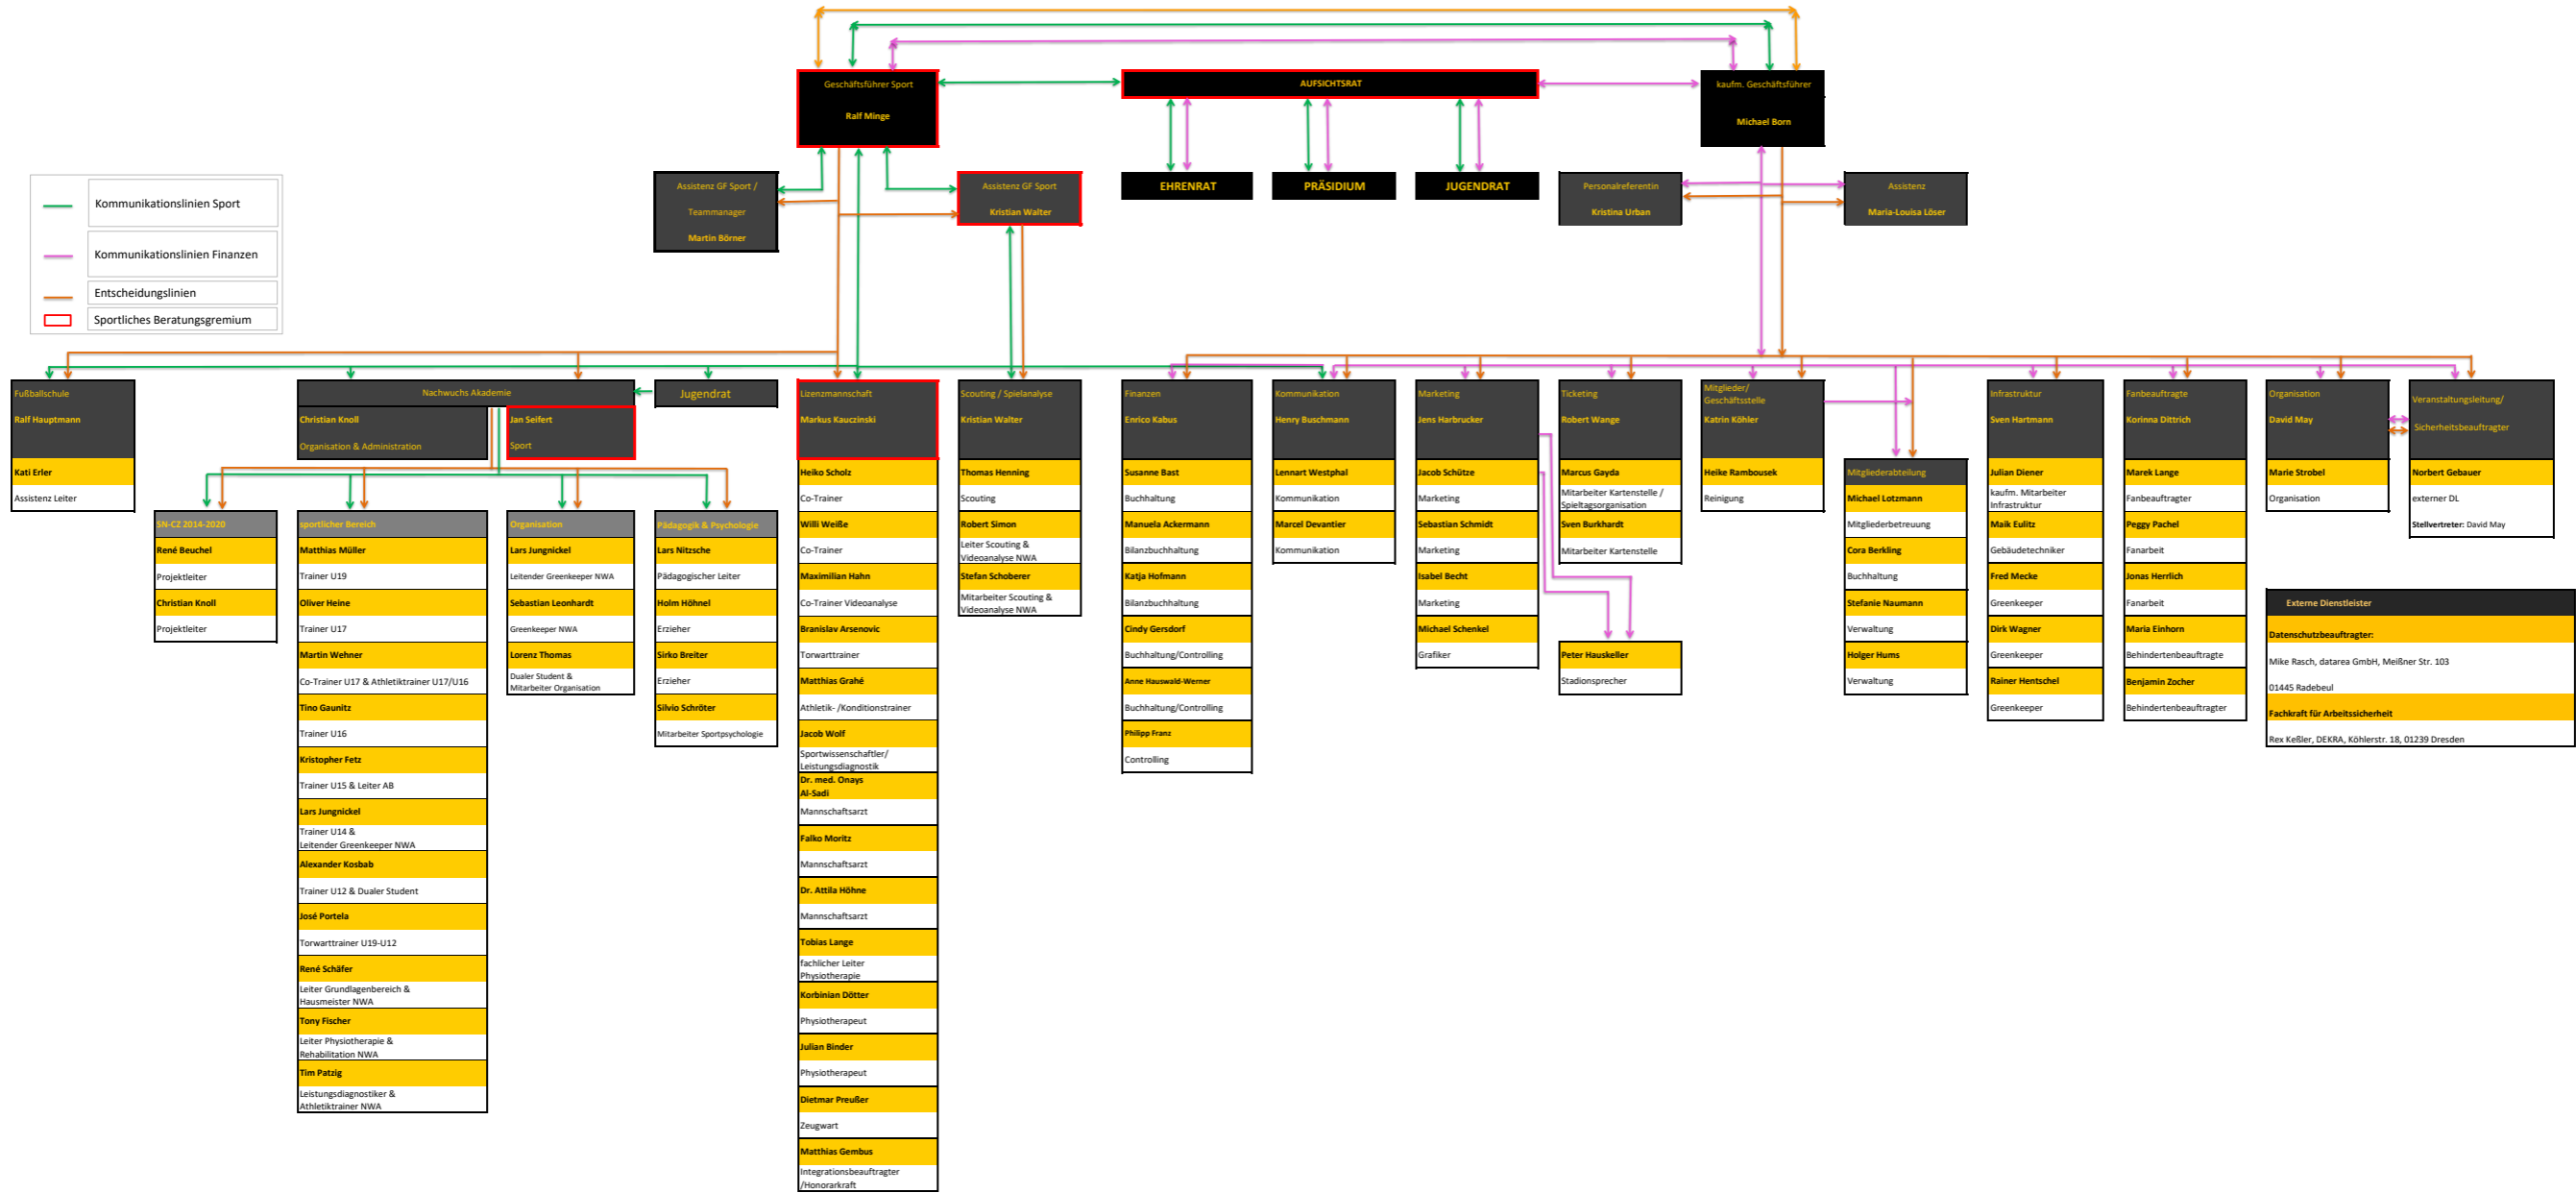 Geschäftsführer Sport
Ralf Minge
AUFSICHTSRAT
kaufm. Geschäftsführer
Michael Born
Assistenz GF Sport /
Teammanager
Martin Börner
Assistenz GF Sport
Kristian Walter
EHRENRAT
PRÄSIDIUM
JUGENDRAT
Personalreferentin
Kristina Urban
Assistenz
Maria-Louisa Löser
Kommunikationslinien Sport
Kommunikationslinien Finanzen
Entscheidungslinien
Sportliches Beratungsgremium
Fußballschule
Ralf Hauptmann
Kati Erler
Assistenz Leiter
Nachwuchs Akademie
Christian Knoll
Organisation & Administration
Jan Seifert
Sport
Jugendrat
SN-CZ 2014-2020
René Beuchel
Projektleiter
Christian Knoll
Projektleiter
sportlicher Bereich
Matthias Müller
Trainer U19
Oliver Heine
Trainer U17
Martin Wehner
Co-Trainer U17 & Athletiktrainer U17/U16
Tino Gaunitz
Trainer U16
Kristopher Fetz
Trainer U15 & Leiter AB
Lars Jungnickel
Trainer U14 &
Leitender Greenkeeper NWA
Alexander Kosbab
Trainer U12 & Dualer Student
José Portela
Torwarttrainer U19-U12
René Schäfer
Leiter Grundlagenbereich &
Hausmeister NWA
Tony Fischer
Leiter Physiotherapie &
Rehabilitation NWA
Tim Patzig
Leistungsdiagnostiker &
Athletiktrainer NWA
Organisation
Lars Jungnickel
Leitender Greenkeeper NWA
Sebastian Leonhardt
Greenkeeper NWA
Lorenz Thomas
Dualer Student &
Mitarbeiter Organisation
Pädagogik & Psychologie
Lars Nitzsche
Pädagogischer Leiter
Holm Höhnel
Erzieher
Sirko Breiter
Erzieher
Silvio Schröter
Mitarbeiter Sportpsychologie
Lizenzmannschaft
Markus Kauczinski
Heiko Scholz
Co-Trainer
Willi Weiße
Co-Trainer
Maximilian Hahn
Co-Trainer Videoanalyse
Branislav Arsenovic
Torwarttrainer
Matthias Grahé
Athletik- /Konditionstrainer
Jacob Wolf
Sportwissenschaftler/
Leistungsdiagnostik
Dr. med. Onays
Al-Sadi
Mannschaftsarzt
Falko Moritz
Mannschaftsarzt
Dr. Attila Höhne
Mannschaftsarzt
Tobias Lange
fachlicher Leiter
Physiotherapie
Korbinian Dötter
Physiotherapeut
Julian Binder
Physiotherapeut
Dietmar Preußer
Zeugwart
Matthias Gembus
Integrationsbeauftragter
/Honorarkraft
Scouting / Spielanalyse
Kristian Walter
Thomas Henning
Scouting
Robert Simon
Leiter Scouting &
Videoanalyse NWA
Stefan Schoberer
Mitarbeiter Scouting &
Videoanalyse NWA
Finanzen
Enrico Kabus
Susanne Bast
Buchhaltung
Manuela Ackermann
Bilanzbuchhaltung
Katja Hofmann
Bilanzbuchhaltung
Cindy Gersdorf
Buchhaltung/Controlling
Anne Hauswald-Werner
Buchhaltung/Controlling
Philipp Franz
Controlling
Kommunikation
Henry Buschmann
Lennart Westphal
Kommunikation
Marcel Devantier
Kommunikation
Marketing
Jens Harbrucker
Jacob Schütze
Marketing
Sebastian Schmidt
Marketing
Isabel Becht
Marketing
Michael Schenkel
Grafiker
Ticketing
Robert Wange
Marcus Gayda
Mitarbeiter Kartenstelle /
Spieltagsorganisation
Sven Burkhardt
Mitarbeiter Kartenstelle
Peter Hauskeller
Stadionsprecher
Mitglieder/
Geschäftsstelle
Katrin Köhler
Heike Rambousek
Reinigung
Mitgliederabteilung
Michael Lotzmann
Mitgliederbetreuung
Cora Berkling
Buchhaltung
Stefanie Naumann
Verwaltung
Holger Hums
Verwaltung
Infrastruktur
Sven Hartmann
Julian Diener
kaufm. Mitarbeiter
Infrastruktur
Maik Eulitz
Gebäudetechniker
Fred Mecke
Greenkeeper
Dirk Wagner
Greenkeeper
Rainer Hentschel
Greenkeeper
Fanbeauftragte
Korinna Dittrich
Marek Lange
Fanbeauftragter
Peggy Pachel
Fanarbeit
Jonas Herrlich
Fanarbeit
Maria Einhorn
Behindertenbeauftragte
Benjamin Zocher
Behindertenbeauftragter
Organisation
David May
Marie Strobel
Organisation
Veranstaltungsleitung/
Sicherheitsbeauftragter
Norbert Gebauer
externer DL
Stellvertreter: David May
Externe Dienstleister
Datenschutzbeauftragter:
Mike Rasch, datarea GmbH, Meißner Str. 103
01445 Radebeul
Fachkraft für Arbeitssicherheit
Rex Keßler, DEKRA, Köhlerstr. 18, 01239 Dresden